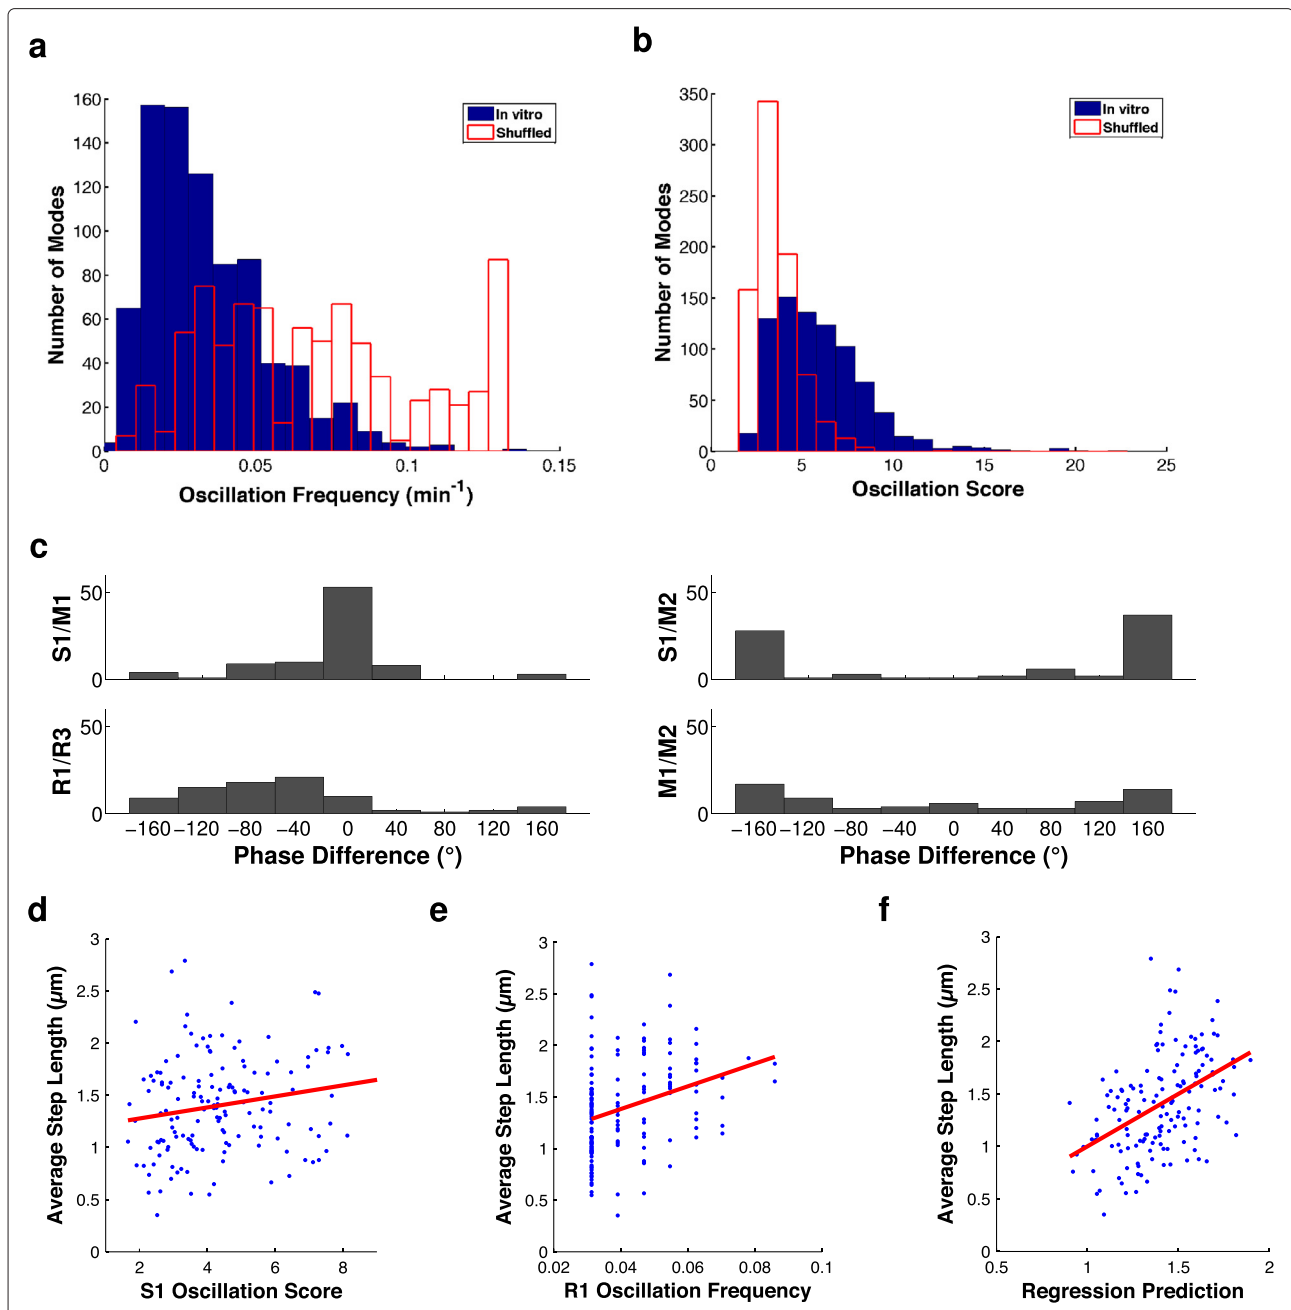 a
160
140
120
100
80
60
40
20
0
Number of Modes
In vitro
Shuffled
0 0.05 0.1 0.15
Oscillation Frequency (min-1)
b
350
300
250
200
150
100
50
0
Number of Modes
In vitro
Shuffled
0 5 10 15 20 25
Oscillation Score
c
S1/M1
50
0
S1/M2
50
0
R1/R3
50
0
−160 −120 −80 −40 0 40 80 120 160
Phase Difference (°)
M1/M2
50
0
−160 −120 −80 −40 0 40 80 120 160
Phase Difference (°)
d
3
2.5
2
1.5
1
0.5
0
Average Step Length (µm)
2 4 6 8
S1 Oscillation Score
e
3
2.5
2
1.5
1
0.5
0
Average Step Length (µm)
0.02 0.04 0.06 0.08 0.1
R1 Oscillation Frequency
f
3
2.5
2
1.5
1
0.5
0
Average Step Length (µm)
0.5 1 1.5 2
Regression Prediction